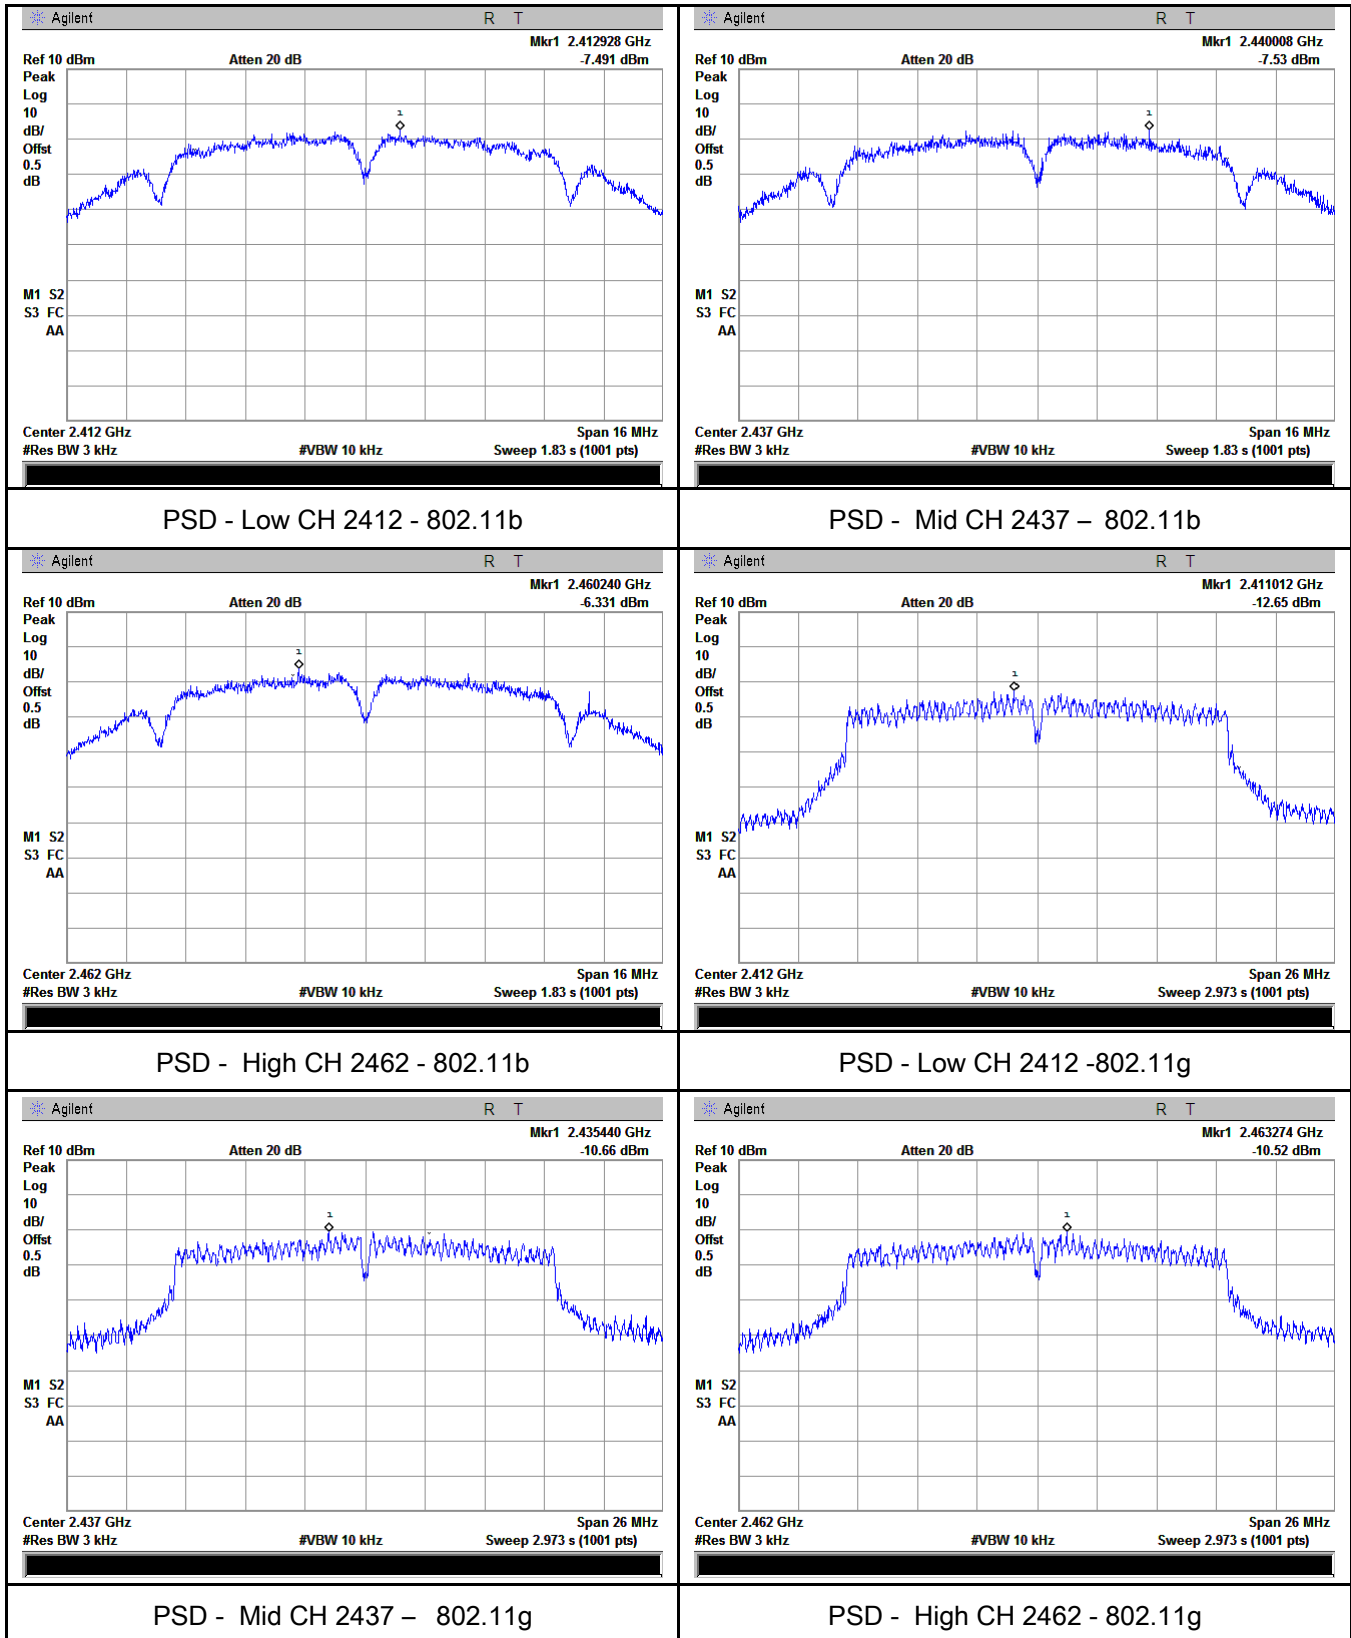 Agilent R T
Mkr1 2.412928 GHz
Ref 10 dBm Atten 20 dB -7.491 dBm
Peak
Log
10
dB/
Offst
0.5
dB
1
M1 S2
S3 FC
AA
Center 2.412 GHz Span 16 MHz
#Res BW 3 kHz #VBW 10 kHz Sweep 1.83 s (1001 pts)
PSD - Low CH 2412 - 802.11b
Agilent R T
Mkr1 2.440008 GHz
Ref 10 dBm Atten 20 dB -7.53 dBm
Peak
Log
10
dB/
Offst
0.5
dB
1
M1 S2
S3 FC
AA
Center 2.437 GHz Span 16 MHz
#Res BW 3 kHz #VBW 10 kHz Sweep 1.83 s (1001 pts)
PSD - Mid CH 2437 – 802.11b
Agilent R T
Mkr1 2.460240 GHz
Ref 10 dBm Atten 20 dB -6.331 dBm
Peak
Log
10
dB/
Offst
0.5
dB
1
M1 S2
S3 FC
AA
Center 2.462 GHz Span 16 MHz
#Res BW 3 kHz #VBW 10 kHz Sweep 1.83 s (1001 pts)
PSD - High CH 2462 - 802.11b
Agilent R T
Mkr1 2.411012 GHz
Ref 10 dBm Atten 20 dB -12.65 dBm
Peak
Log
10
dB/
Offst
0.5
dB
1
M1 S2
S3 FC
AA
Center 2.412 GHz Span 26 MHz
#Res BW 3 kHz #VBW 10 kHz Sweep 2.973 s (1001 pts)
PSD - Low CH 2412 -802.11g
Agilent R T
Mkr1 2.435440 GHz
Ref 10 dBm Atten 20 dB -10.66 dBm
Peak
Log
10
dB/
Offst
0.5
dB
1
M1 S2
S3 FC
AA
Center 2.437 GHz Span 26 MHz
#Res BW 3 kHz #VBW 10 kHz Sweep 2.973 s (1001 pts)
PSD - Mid CH 2437 – 802.11g
Agilent R T
Mkr1 2.463274 GHz
Ref 10 dBm Atten 20 dB -10.52 dBm
Peak
Log
10
dB/
Offst
0.5
dB
1
M1 S2
S3 FC
AA
Center 2.462 GHz Span 26 MHz
#Res BW 3 kHz #VBW 10 kHz Sweep 2.973 s (1001 pts)
PSD - High CH 2462 - 802.11g